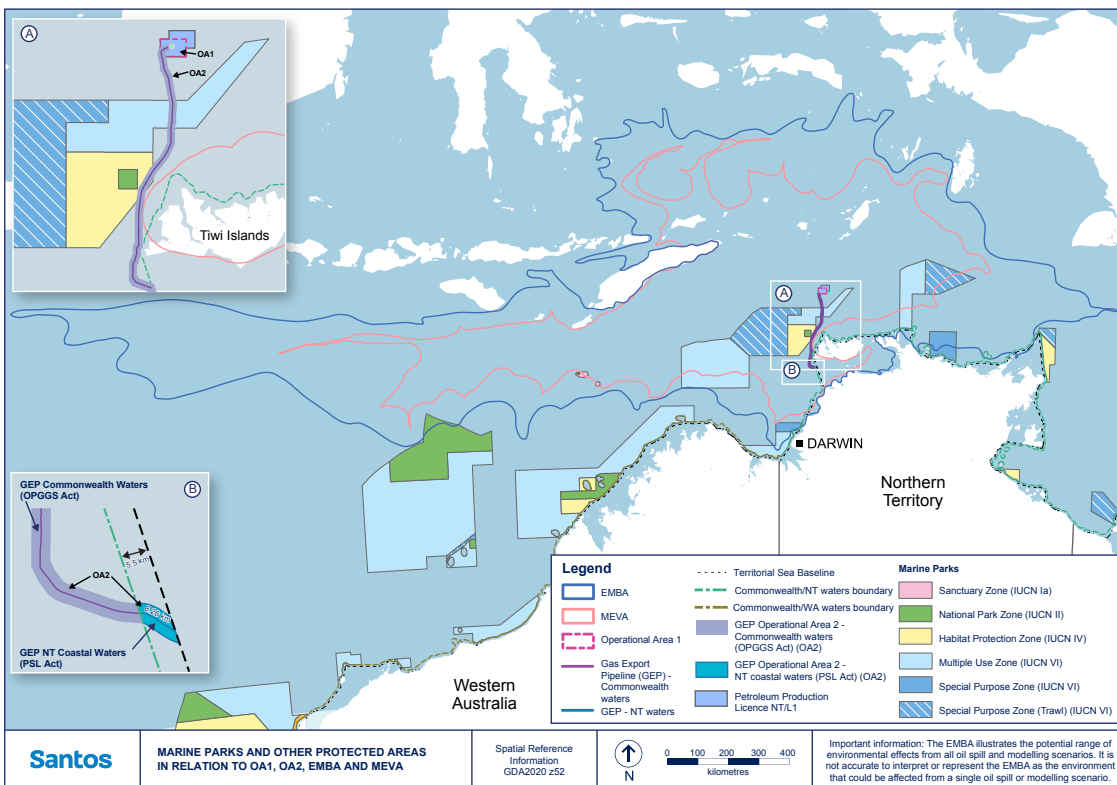 A
OA1
OA2
Tiwi Islands
A
B
DARWIN
Northern
Territory
Western
Australia
GEP Commonwealth Waters
(OPGGS Act)
B
5.5 km
OA2
GEP NT Coastal Waters
(PSL Act)
Legend
EMBA
MEVA
Operational Area 1
Gas Export
Pipeline (GEP) -
Commonwealth
waters
GEP - NT waters
Territorial Sea Baseline
Commonwealth/NT waters boundary
Commonwealth/WA waters boundary
GEP Operational Area 2 -
Commonwealth waters
(OPGGS Act) (OA2)
GEP Operational Area 2 -
NT coastal waters (PSL Act) (OA2)
Petroleum Production
Licence NT/L1
Marine Parks
Sanctuary Zone (IUCN Ia)
National Park Zone (IUCN II)
Habitat Protection Zone (IUCN IV)
Multiple Use Zone (IUCN VI)
Special Purpose Zone (IUCN VI)
Special Purpose Zone (Trawl) (IUCN VI)
Santos
MARINE PARKS AND OTHER PROTECTED AREAS
IN RELATION TO OA1, OA2, EMBA AND MEVA
Spatial Reference
Information
GDA2020 z52
N
0 100 200 300 400
kilometres
Important information: The EMBA illustrates the potential range of
environmental effects from all oil spill and modelling scenarios. It is
not accurate to interpret or represent the EMBA as the environment
that could be affected from a single oil spill or modelling scenario.